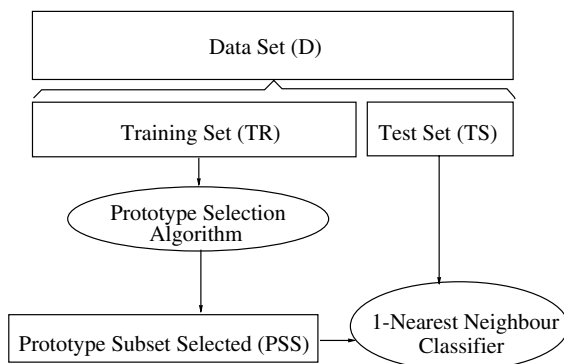 Data Set (D)
Training Set (TR)
Test Set (TS)
Prototype Selection
Algorithm
Prototype Subset Selected (PSS)
1-Nearest Neighbour
Classifier